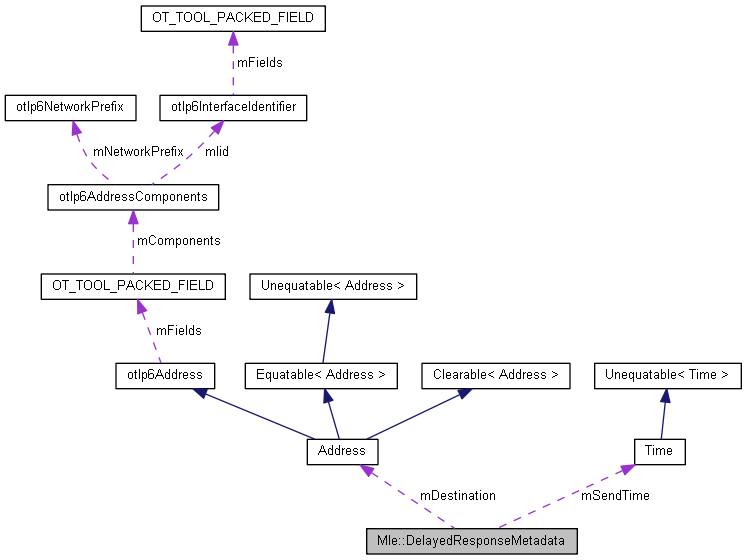 OT_TOOL_PACKED_FIELD
mFields
otIp6NetworkPrefix
otIp6InterfaceIdentifier
mNetworkPrefix
mIid
otIp6AddressComponents
mComponents
OT_TOOL_PACKED_FIELD
Unequatable< Address >
mFields
otIp6Address
Equatable< Address >
Clearable< Address >
Unequatable< Time >
Address
Time
mDestination
mSendTime
Mle::DelayedResponseMetadata